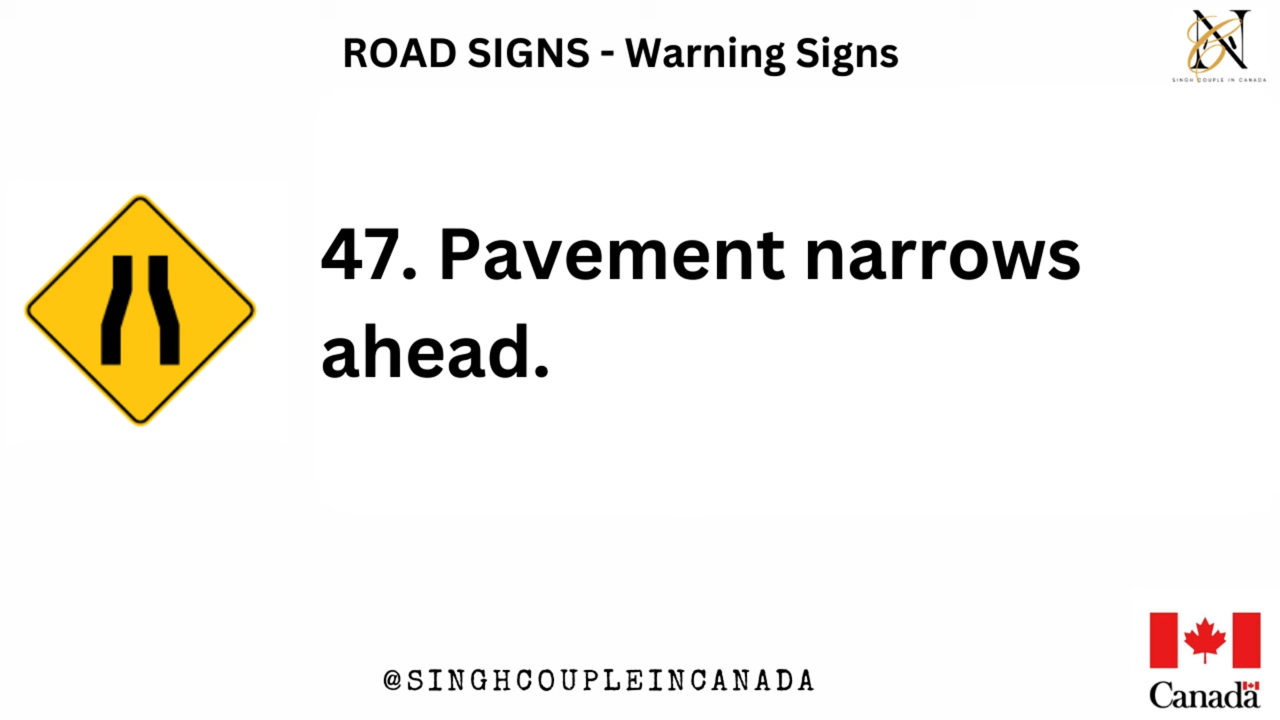 ROAD SIGNS - Warning Signs
SINGH COUPLE IN CANADA
47. Pavement narrows
ahead.
@SINGHCOUPLEINCANADA
Canada